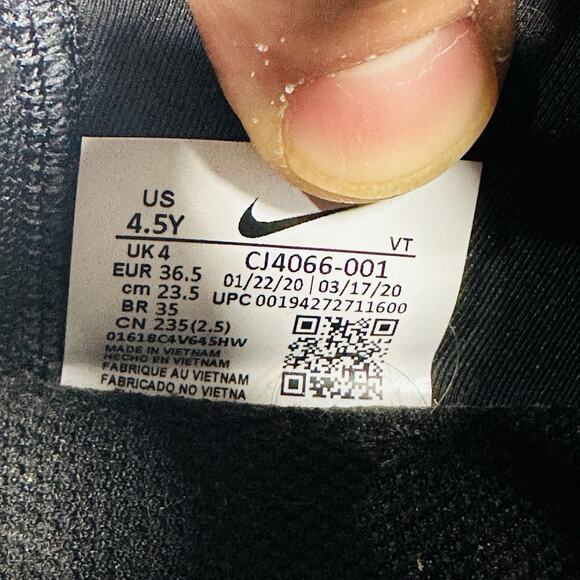 US
4.5Y
VT
UK 4
CJ4066-001
EUR 36.5
01/22/20 | 03/17/20
cm 23.5
UPC 00194272711600
BR 35
CN 235(2.5)
01618C4V645HW
MADE IN VIETNAM
HECHO EN VIETNAM
FABRIQUE AU VIETNAM
FABRICADO NO VIETNA